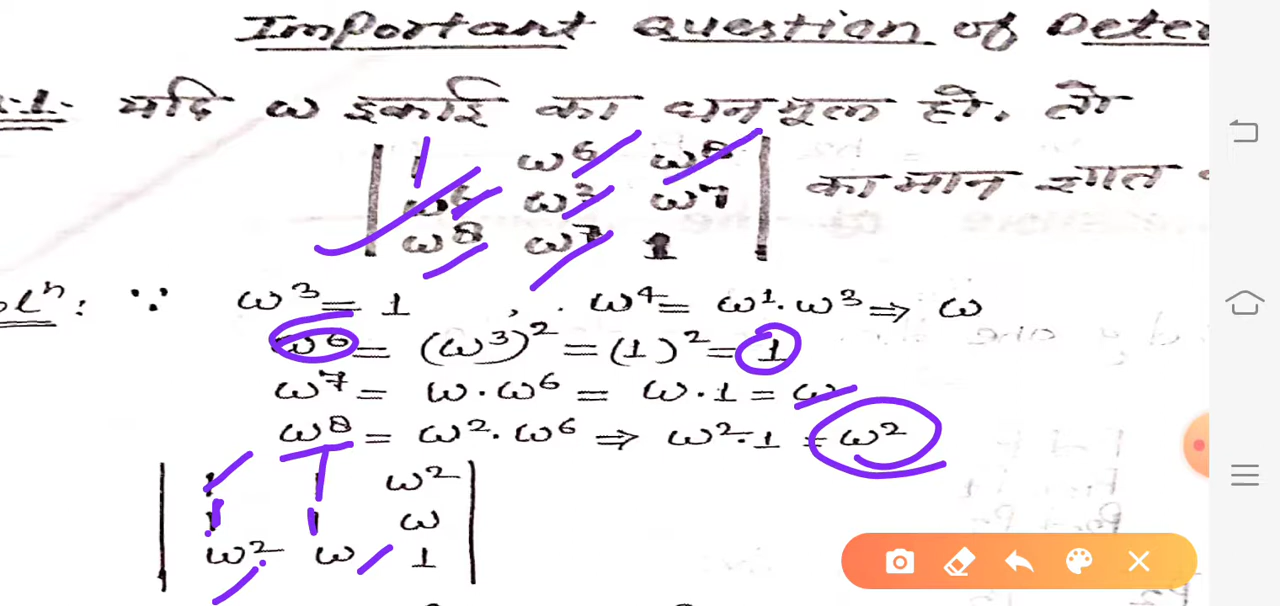 Important Question of Deter
.1. यदि ω इकाई का घनमूल हो. तो
| 1 ω⁶ ω⁸ |
| ω⁶ ω³ ω⁷ | का मान ज्ञात
| ω⁸ ω⁷ 1 |
olⁿ: ∵ ω³ = 1 , . ω⁴ = ω¹·ω³ ⇒ ω
ω⁶ = (ω³)² = (1)² = 1
ω⁷ = ω·ω⁶ = ω·1 = ω
ω⁸ = ω²·ω⁶ ⇒ ω²·1 = ω²
| 1 1 ω² |
| 1 1 ω |
| ω² ω 1 |